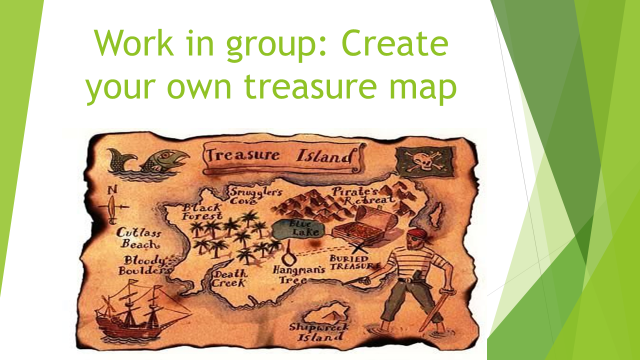 Work in group: Create
your own treasure map
Treasure Island
N
Smuggler's
Cove
Pirate's
Retreat
Black
Forest
Blue
Lake
Cutlass
Beach
Bloody
Boulders
BURIED
TREASURE
Hangman's
Tree
Death
Creek
Shipwreck
Island